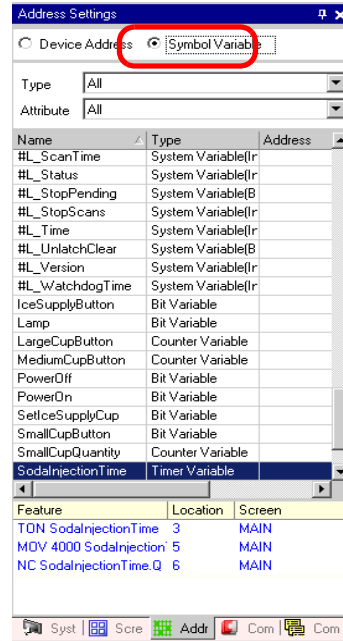 Address Settings
Device Address Symbol Variable
Type All
Attribute All
Name Type Address
#L_ScanTime System Variable(Ir
#L_Status System Variable(Ir
#L_StopPending System Variable(B
#L_StopScans System Variable(Ir
#L_Time System Variable(Ir
#L_UnlatchClear System Variable(B
#L_Version System Variable(Ir
#L_WatchdogTime System Variable(Ir
IceSupplyButton Bit Variable
Lamp Bit Variable
LargeCupButton Counter Variable
MediumCupButton Counter Variable
PowerOff Bit Variable
PowerOn Bit Variable
SetIceSupplyCup Bit Variable
SmallCupButton Bit Variable
SmallCupQuantity Counter Variable
SodaInjectionTime Timer Variable
Feature Location Screen
TON SodaInjectionTime 3 MAIN
MOV 4000 SodaInjection 5 MAIN
NC SodaInjectionTime.Q 6 MAIN
Syst Scre Addr Com Com